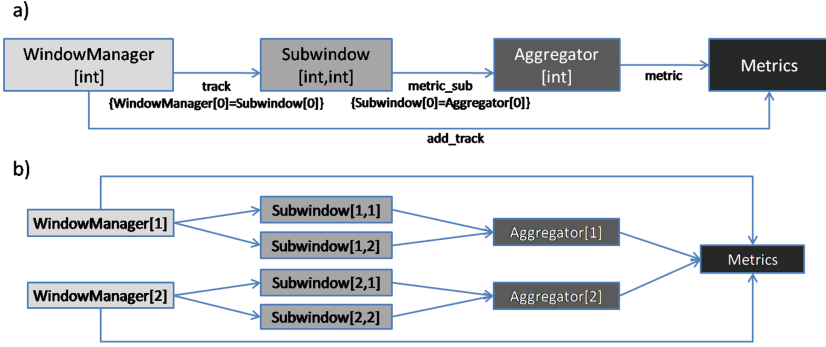 a)
WindowManager
[int]
Subwindow
[int,int]
Aggregator
[int]
Metrics
track
{WindowManager[0]=Subwindow[0]}
metric_sub
{Subwindow[0]=Aggregator[0]}
metric
add_track
b)
WindowManager[1]
Subwindow[1,1]
Subwindow[1,2]
Aggregator[1]
Metrics
WindowManager[2]
Subwindow[2,1]
Subwindow[2,2]
Aggregator[2]